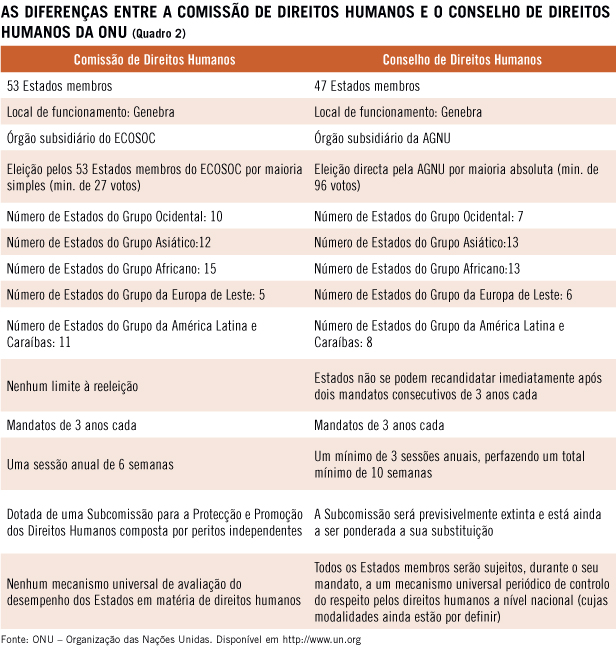 AS DIFERENÇAS ENTRE A COMISSÃO DE DIREITOS HUMANOS E O CONSELHO DE DIREITOS
HUMANOS DA ONU (Quadro 2)
Comissão de Direitos Humanos
Conselho de Direitos Humanos
53 Estados membros
47 Estados membros
Local de funcionamento: Genebra
Local de funcionamento: Genebra
Órgão subsidiário do ECOSOC
Órgão subsidiário da AGNU
Eleição pelos 53 Estados membros do ECOSOC por maioria
simples (min. de 27 votos)
Eleição directa pela AGNU por maioria absoluta (min. de
96 votos)
Número de Estados do Grupo Ocidental: 10
Número de Estados do Grupo Ocidental: 7
Número de Estados do Grupo Asiático:12
Número de Estados do Grupo Asiático:13
Número de Estados do Grupo Africano: 15
Número de Estados do Grupo Africano:13
Número de Estados do Grupo da Europa de Leste: 5
Número de Estados do Grupo da Europa de Leste: 6
Número de Estados do Grupo da América Latina e
Caraíbas: 11
Número de Estados do Grupo da América Latina e
Caraíbas: 8
Nenhum limite à reeleição
Estados não se podem recandidatar imediatamente após
dois mandatos consecutivos de 3 anos cada
Mandatos de 3 anos cada
Mandatos de 3 anos cada
Uma sessão anual de 6 semanas
Um mínimo de 3 sessões anuais, perfazendo um total
mínimo de 10 semanas
Dotada de uma Subcomissão para a Protecção e Promoção
dos Direitos Humanos composta por peritos independentes
A Subcomissão será previsivelmente extinta e está ainda
a ser ponderada a sua substituição
Nenhum mecanismo universal de avaliação do
desempenho dos Estados em matéria de direitos humanos
Todos os Estados membros serão sujeitos, durante o seu
mandato, a um mecanismo universal periódico de controlo
do respeito pelos direitos humanos a nível nacional (cujas
modalidades ainda estão por definir)
Fonte: ONU – Organização das Nações Unidas. Disponível em http://www.un.org